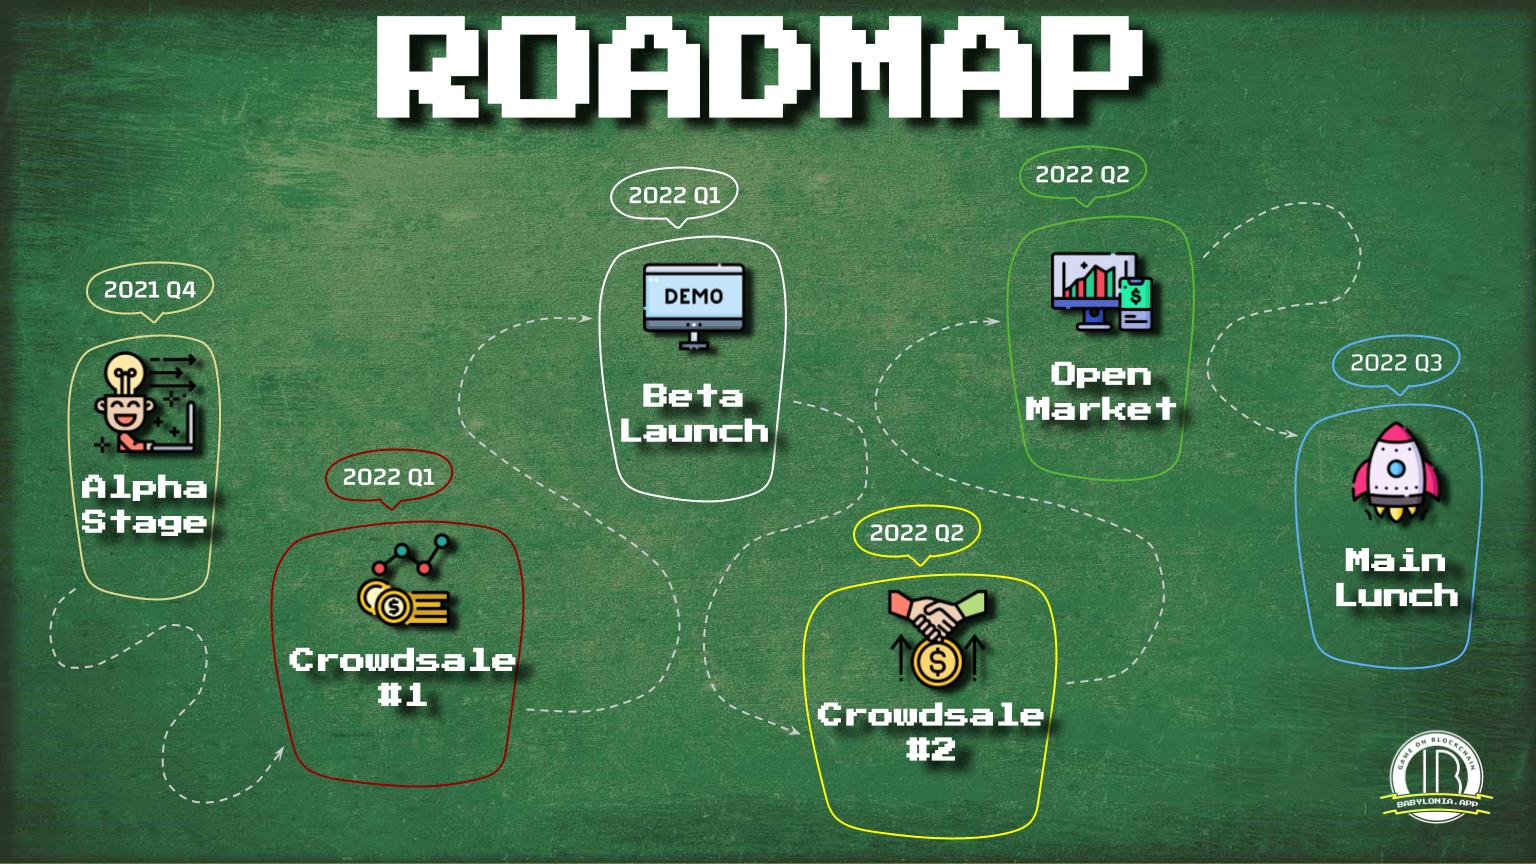 ROADMAP
2021 Q4
Alpha
Stage
2022 Q1
Crowdsale
#1
2022 Q1
DEMO
Beta
Launch
2022 Q2
$
Crowdsale
#2
2022 Q2
$
Open
Market
2022 Q3
Main
Lunch
GAME ON BLOCKCHAIN
BABYLONIA.APP